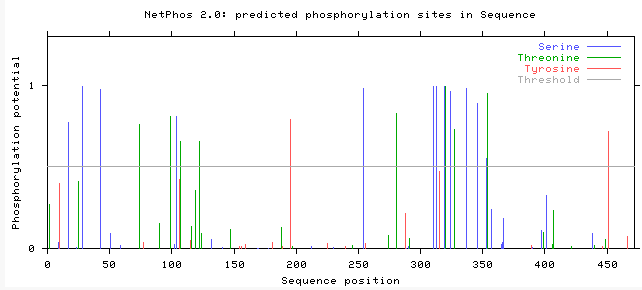 NetPhos 2.0: predicted phosphorylation sites in Sequence
Serine
Threonine
Tyrosine
Threshold
Phosphorylation potential
1
0
0 50 100 150 200 250 300 350 400 450
Sequence position